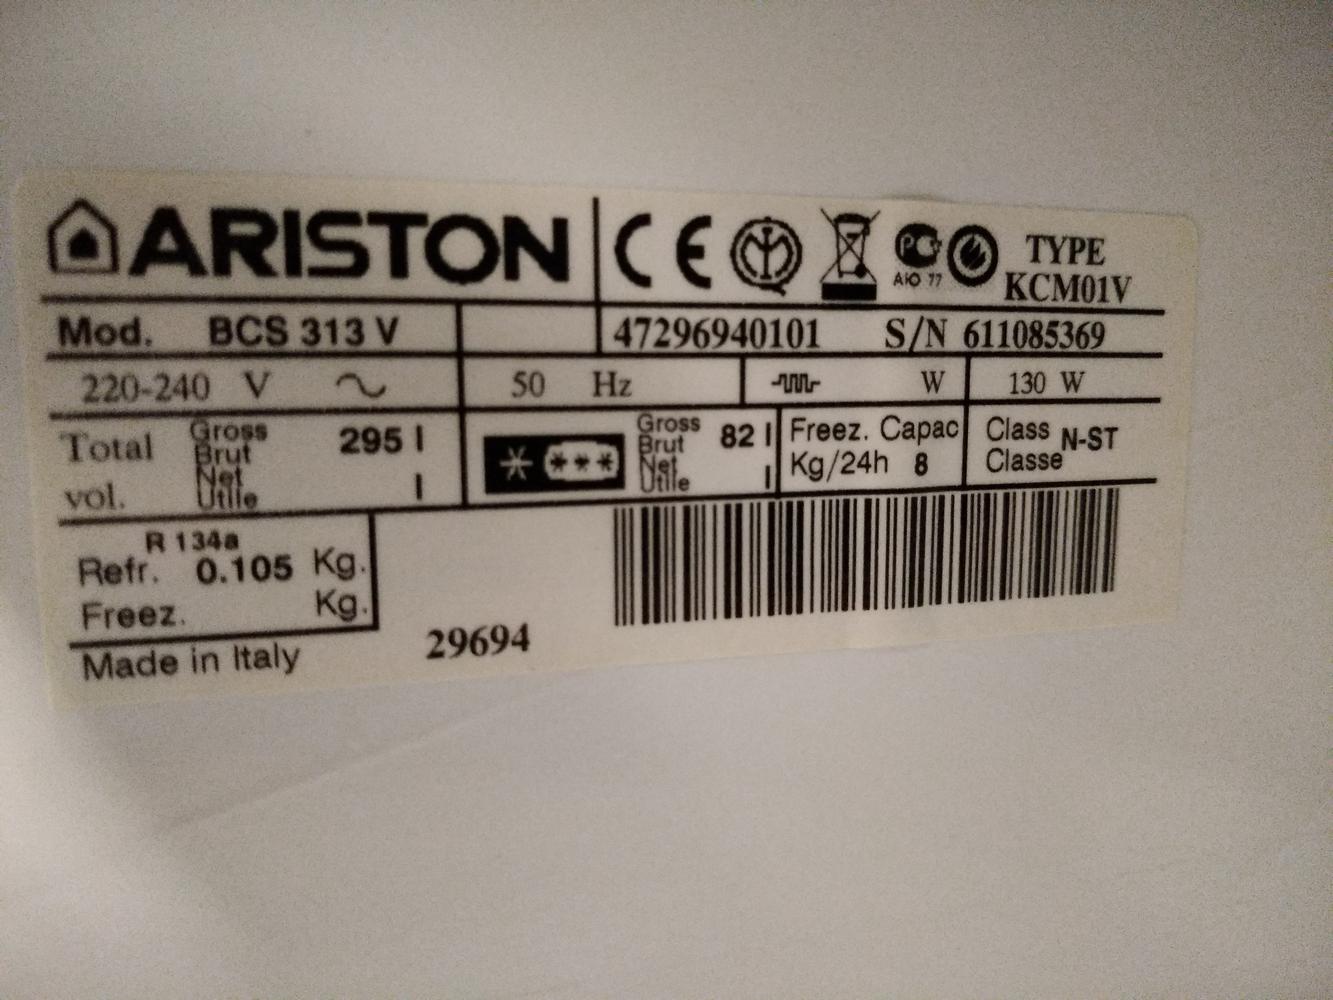 ARISTON CE PC AIO 77 TYPE
KCM01V
Mod. BCS 313 V 47296940101 S/N 611085369
220-240 V ~ 50 Hz W 130 W
Total vol. Gross Brut 295 l Net Utile l
* *** Gross Brut 82 l Net Utile l
Freez. Capac
Kg/24h 8
Class N-ST
Classe
R 134a
Refr. 0.105 Kg.
Freez. Kg.
Made in Italy
29694